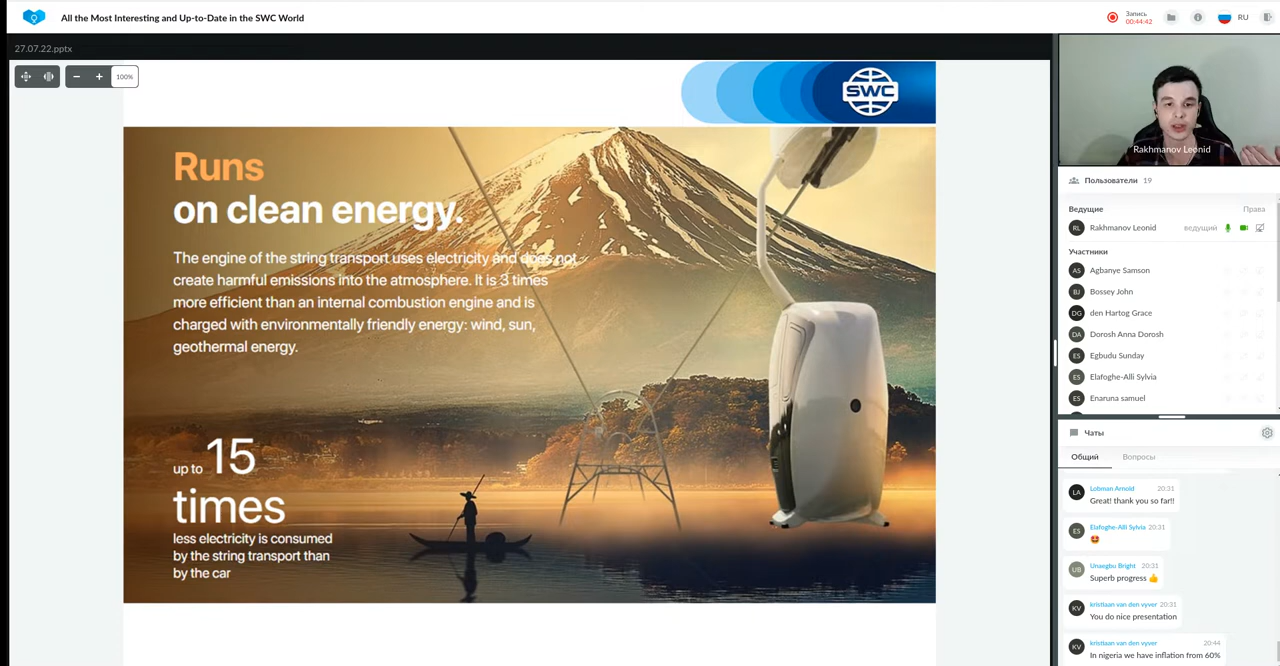 All the Most Interesting and Up-to-Date in the SWC World
Запись
00:44:42
RU
27.07.22.pptx
100%
SWC
Runs
on clean energy.
The engine of the string transport uses electricity and does not
create harmful emissions into the atmosphere. It is 3 times
more efficient than an internal combustion engine and is
charged with environmentally friendly energy: wind, sun,
geothermal energy.
up to 15
times
less electricity is consumed
by the string transport than
by the car
Rakhmanov Leonid
Пользователи 19
Ведущие Права
RL Rakhmanov Leonid ведущий
Участники
AS Agbanye Samson
BJ Bossey John
DG den Hartog Grace
DA Dorosh Anna Dorosh
ES Egbudu Sunday
ES Elafoghe-Alli Sylvia
ES Enaruna samuel
Чаты
Общий Вопросы
LA Lobman Arnold 20:31
Great! thank you so far!!
ES Elafoghe-Alli Sylvia 20:31
🤩
UB Unaegbu Bright 20:31
Superb progress 👍
KV kristiaan van den vyver 20:31
You do nice presentation
KV kristiaan van den vyver 20:44
In nigeria we have inflation from 60%